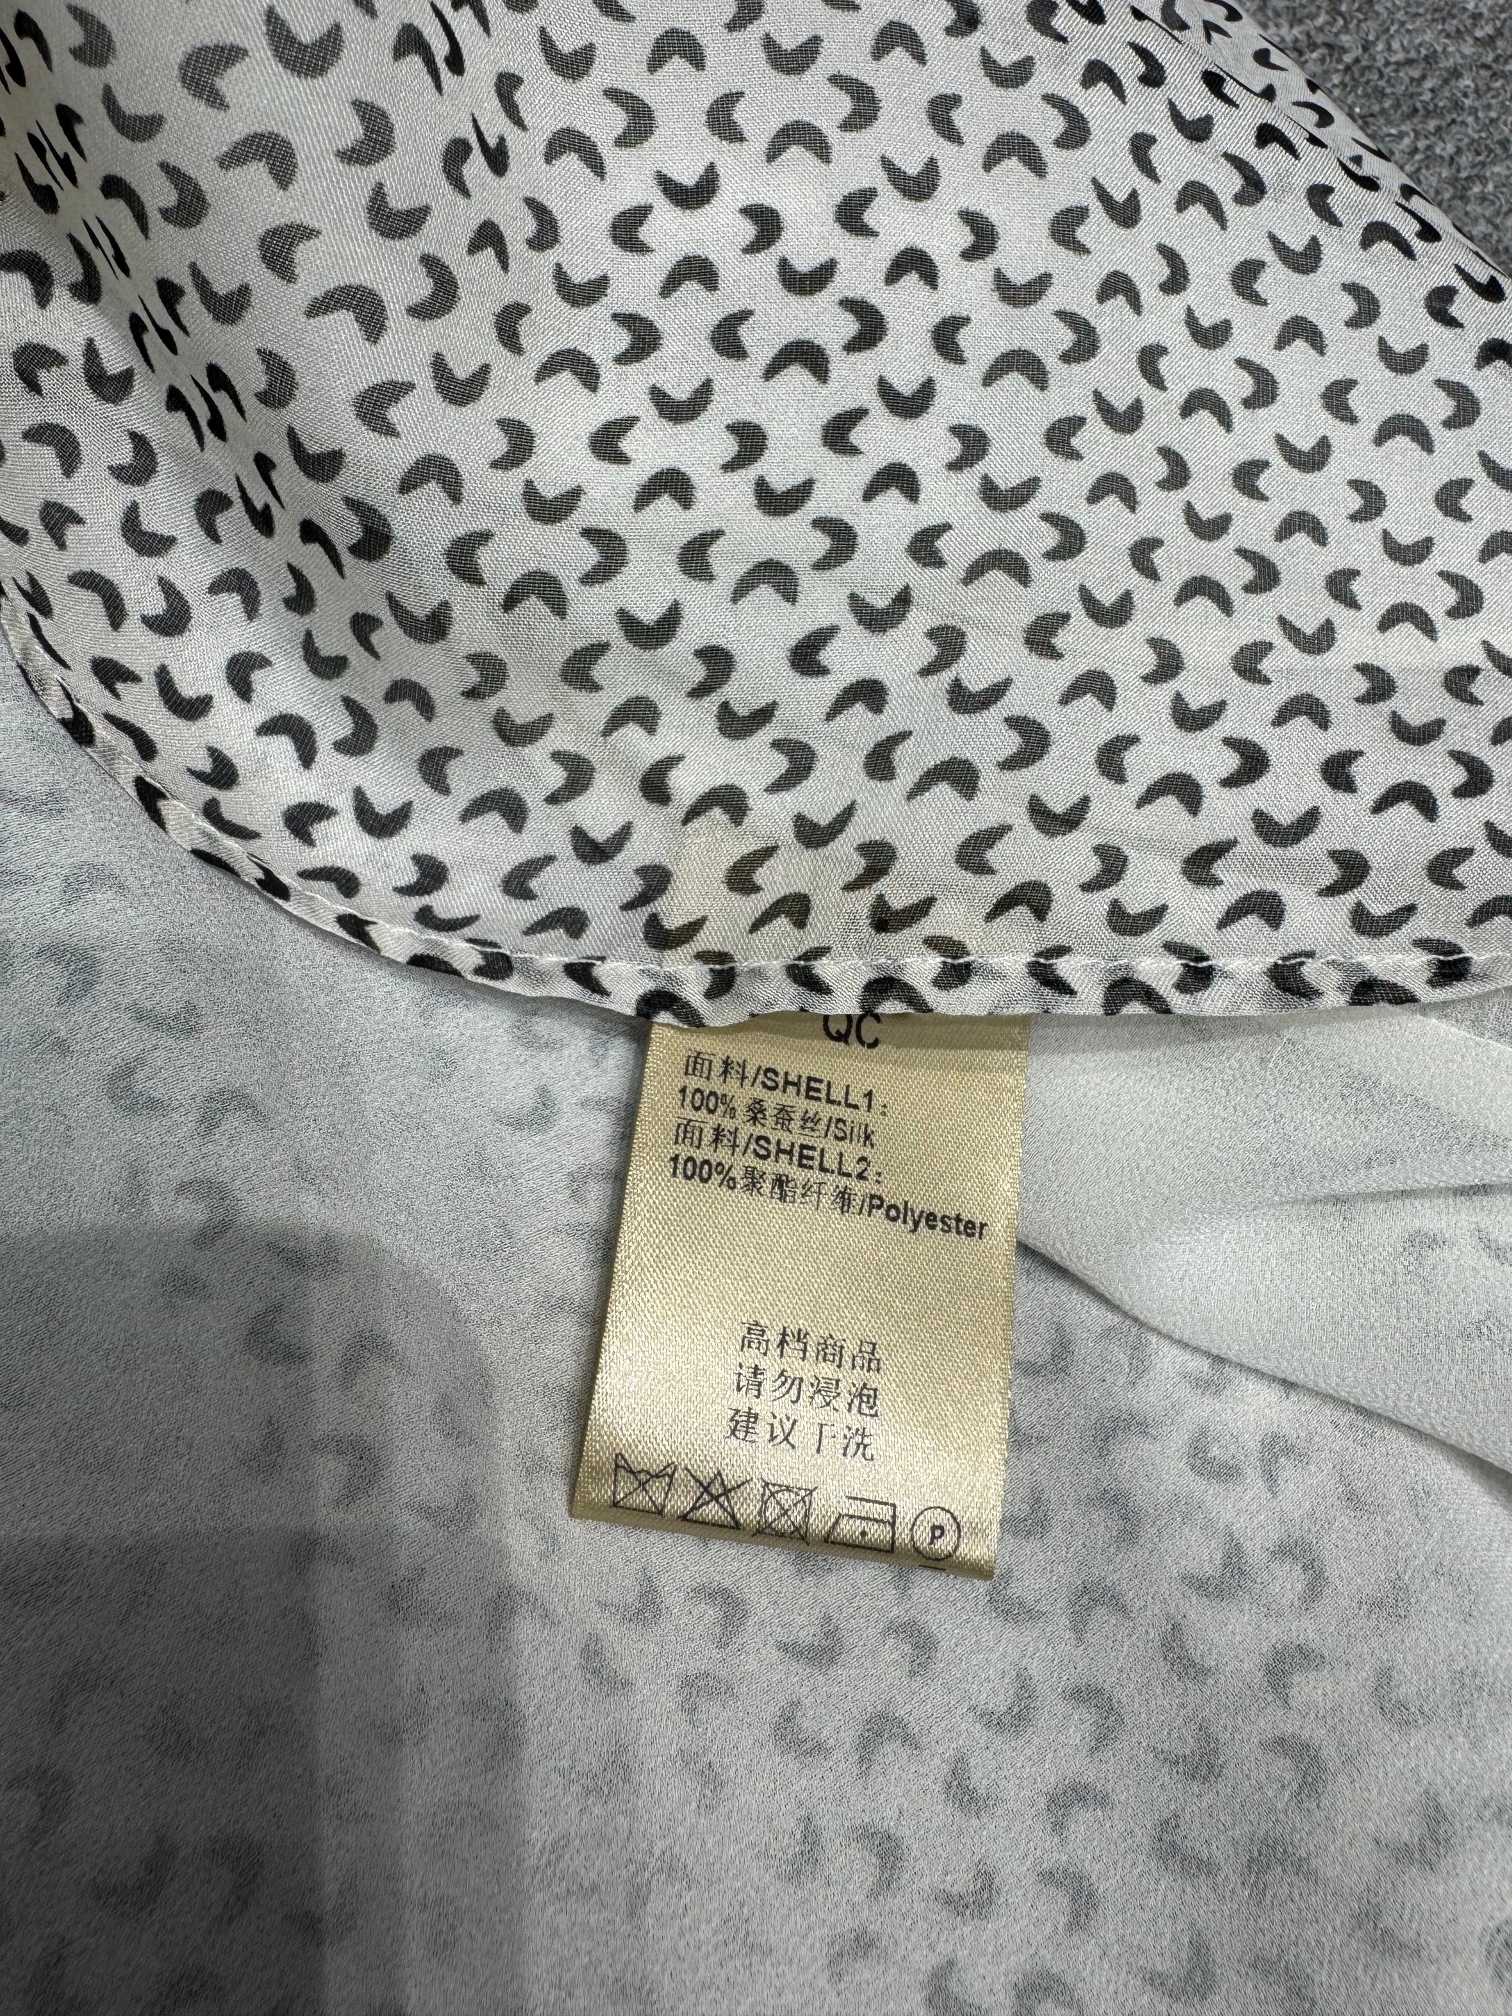 QC
面料/SHELL1:
100%桑蚕丝/Silk
面料/SHELL2:
100%聚酯纤维/Polyester
高档商品
请勿浸泡
建议干洗
P